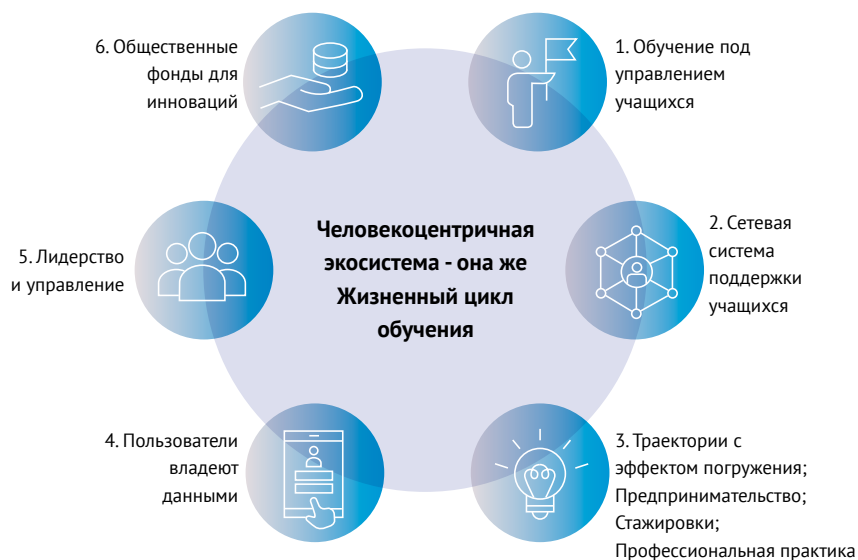 6. Общественные
фонды для
инноваций
1. Обучение под
управлением
учащихся
Человекоцентричная
экосистема - она же
Жизненный цикл
обучения
5. Лидерство
и управление
2. Сетевая
система
поддержки
учащихся
4. Пользователи
владеют
данными
3. Траектории с
эффектом погружения;
Предпринимательство;
Стажировки;
Профессиональная практика